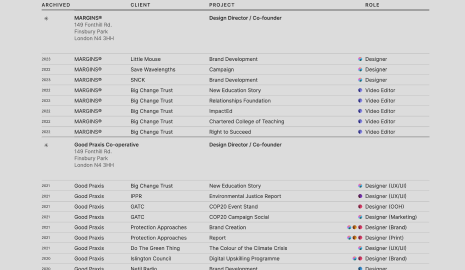 ARCHIVED CLIENT PROJECT ROLE
MARGINS® Design Director / Co-founder
149 Fonthill Rd.
Finsbury Park
London N4 3HH
2023 MARGINS® Little Mouse Brand Development Designer
2022 MARGINS® Save Wavelengths Campaign Designer
2023 MARGINS® SNCK Brand Development Designer
2022 MARGINS® Big Change Trust New Education Story Video Editor
2022 MARGINS® Big Change Trust Relationships Foundation Video Editor
2022 MARGINS® Big Change Trust ImpactEd Video Editor
2022 MARGINS® Big Change Trust Chartered College of Teaching Video Editor
2022 MARGINS® Big Change Trust Right to Succeed Video Editor
Good Praxis Co-operative Design Director / Co-founder
149 Fonthill Rd.
Finsbury Park
London N4 3HH
2021 Good Praxis Big Change Trust New Education Story Designer (UX/UI)
2021 Good Praxis IPPR Environmental Justice Report Designer (UX/UI)
2021 Good Praxis GATC COP20 Event Stand Designer (OOH)
2021 Good Praxis GATC COP20 Campaign Social Designer (Marketing)
2021 Good Praxis Protection Approaches Brand Creation Designer (Brand)
2021 Good Praxis Protection Approaches Report Designer (Print)
2021 Good Praxis Do The Green Thing The Colour of the Climate Crisis Designer (UX/UI)
2020 Good Praxis Islington Council Digital Upskilling Programme Designer (Brand)
2020 Good Praxis Netil Radio Brand Development Designer